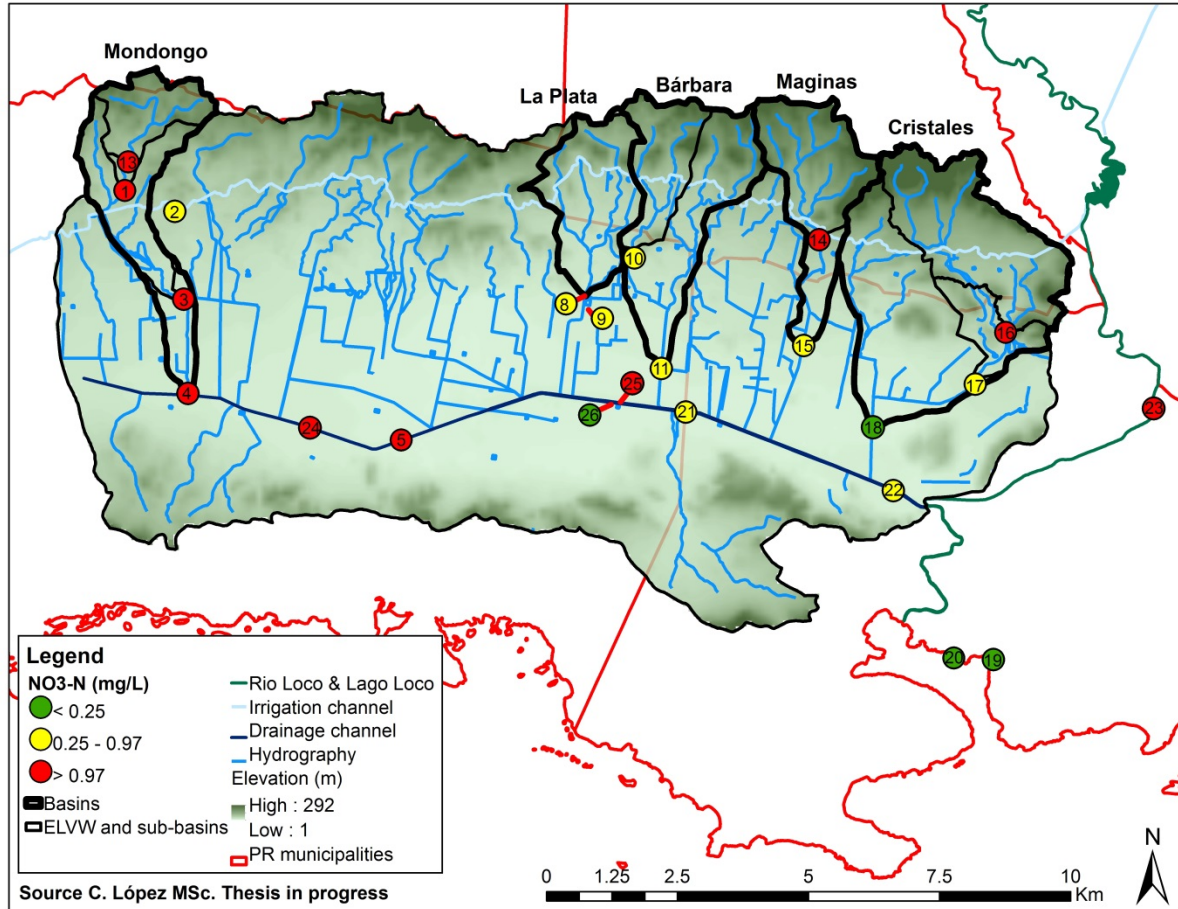 Mondongo
La Plata
Bárbara
Maginas
Cristales
13
1
2
3
4
24
5
8
9
10
11
25
26
21
14
15
16
17
18
22
23
20
19
Legend
NO3-N (mg/L)
< 0.25
0.25 - 0.97
> 0.97
Basins
ELVW and sub-basins
Rio Loco & Lago Loco
Irrigation channel
Drainage channel
Hydrography
Elevation (m)
High : 292
Low : 1
PR municipalities
Source C. López MSc. Thesis in progress
0 1.25 2.5 5 7.5 10
Km
N